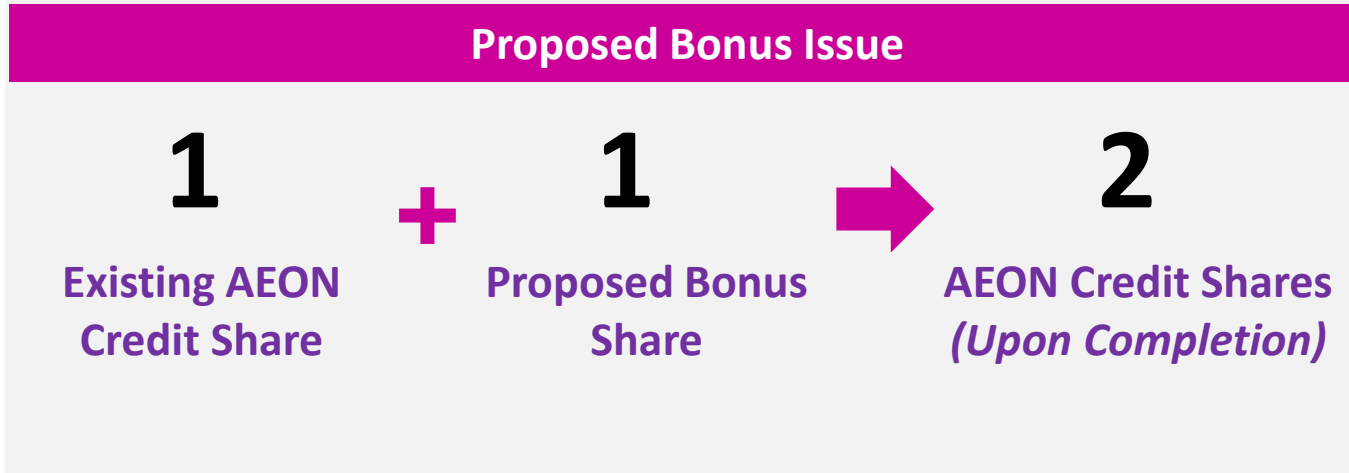 Proposed Bonus Issue
1 + 1 2
Existing AEON Proposed Bonus AEON Credit Shares
Credit Share Share (Upon Completion)